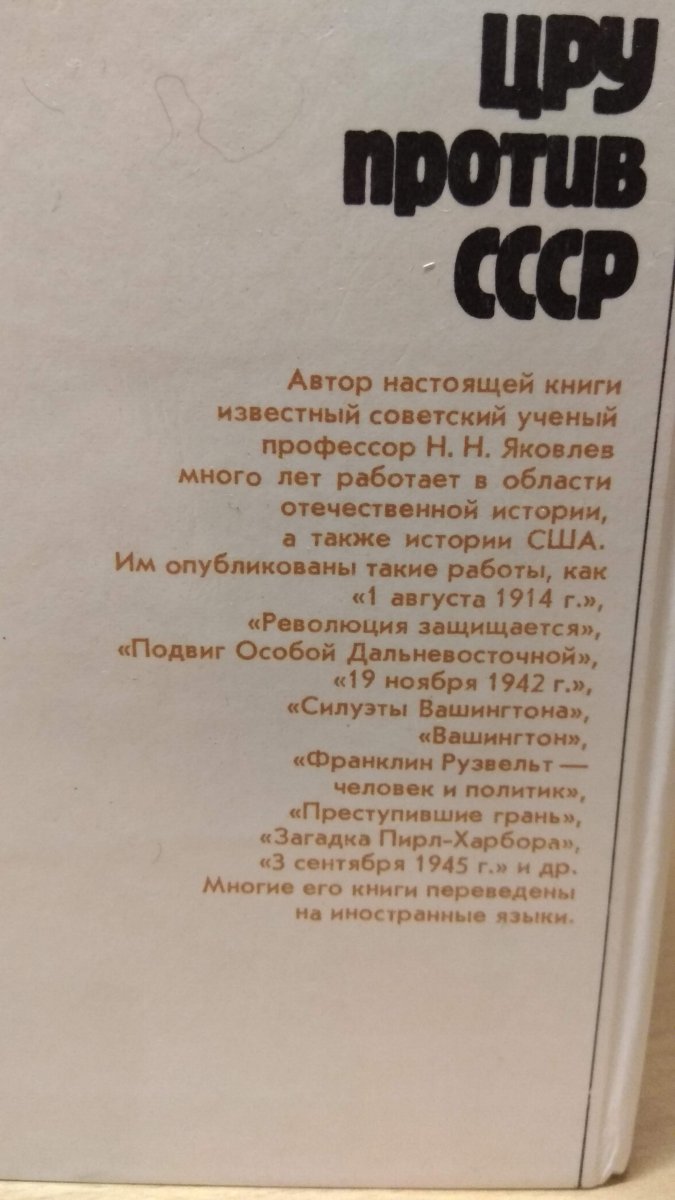 ЦРУ
против
СССР
Автор настоящей книги
известный советский ученый
профессор Н. Н. Яковлев
много лет работает в области
отечественной истории,
а также истории США.
Им опубликованы такие работы, как
«1 августа 1914 г.»,
«Революция защищается»,
«Подвиг Особой Дальневосточной»,
«19 ноября 1942 г.»,
«Силуэты Вашингтона»,
«Вашингтон»,
«Франклин Рузвельт —
человек и политик»,
«Преступившие грань»,
«Загадка Пирл-Харбора»,
«3 сентября 1945 г.» и др.
Многие его книги переведены
на иностранные языки.